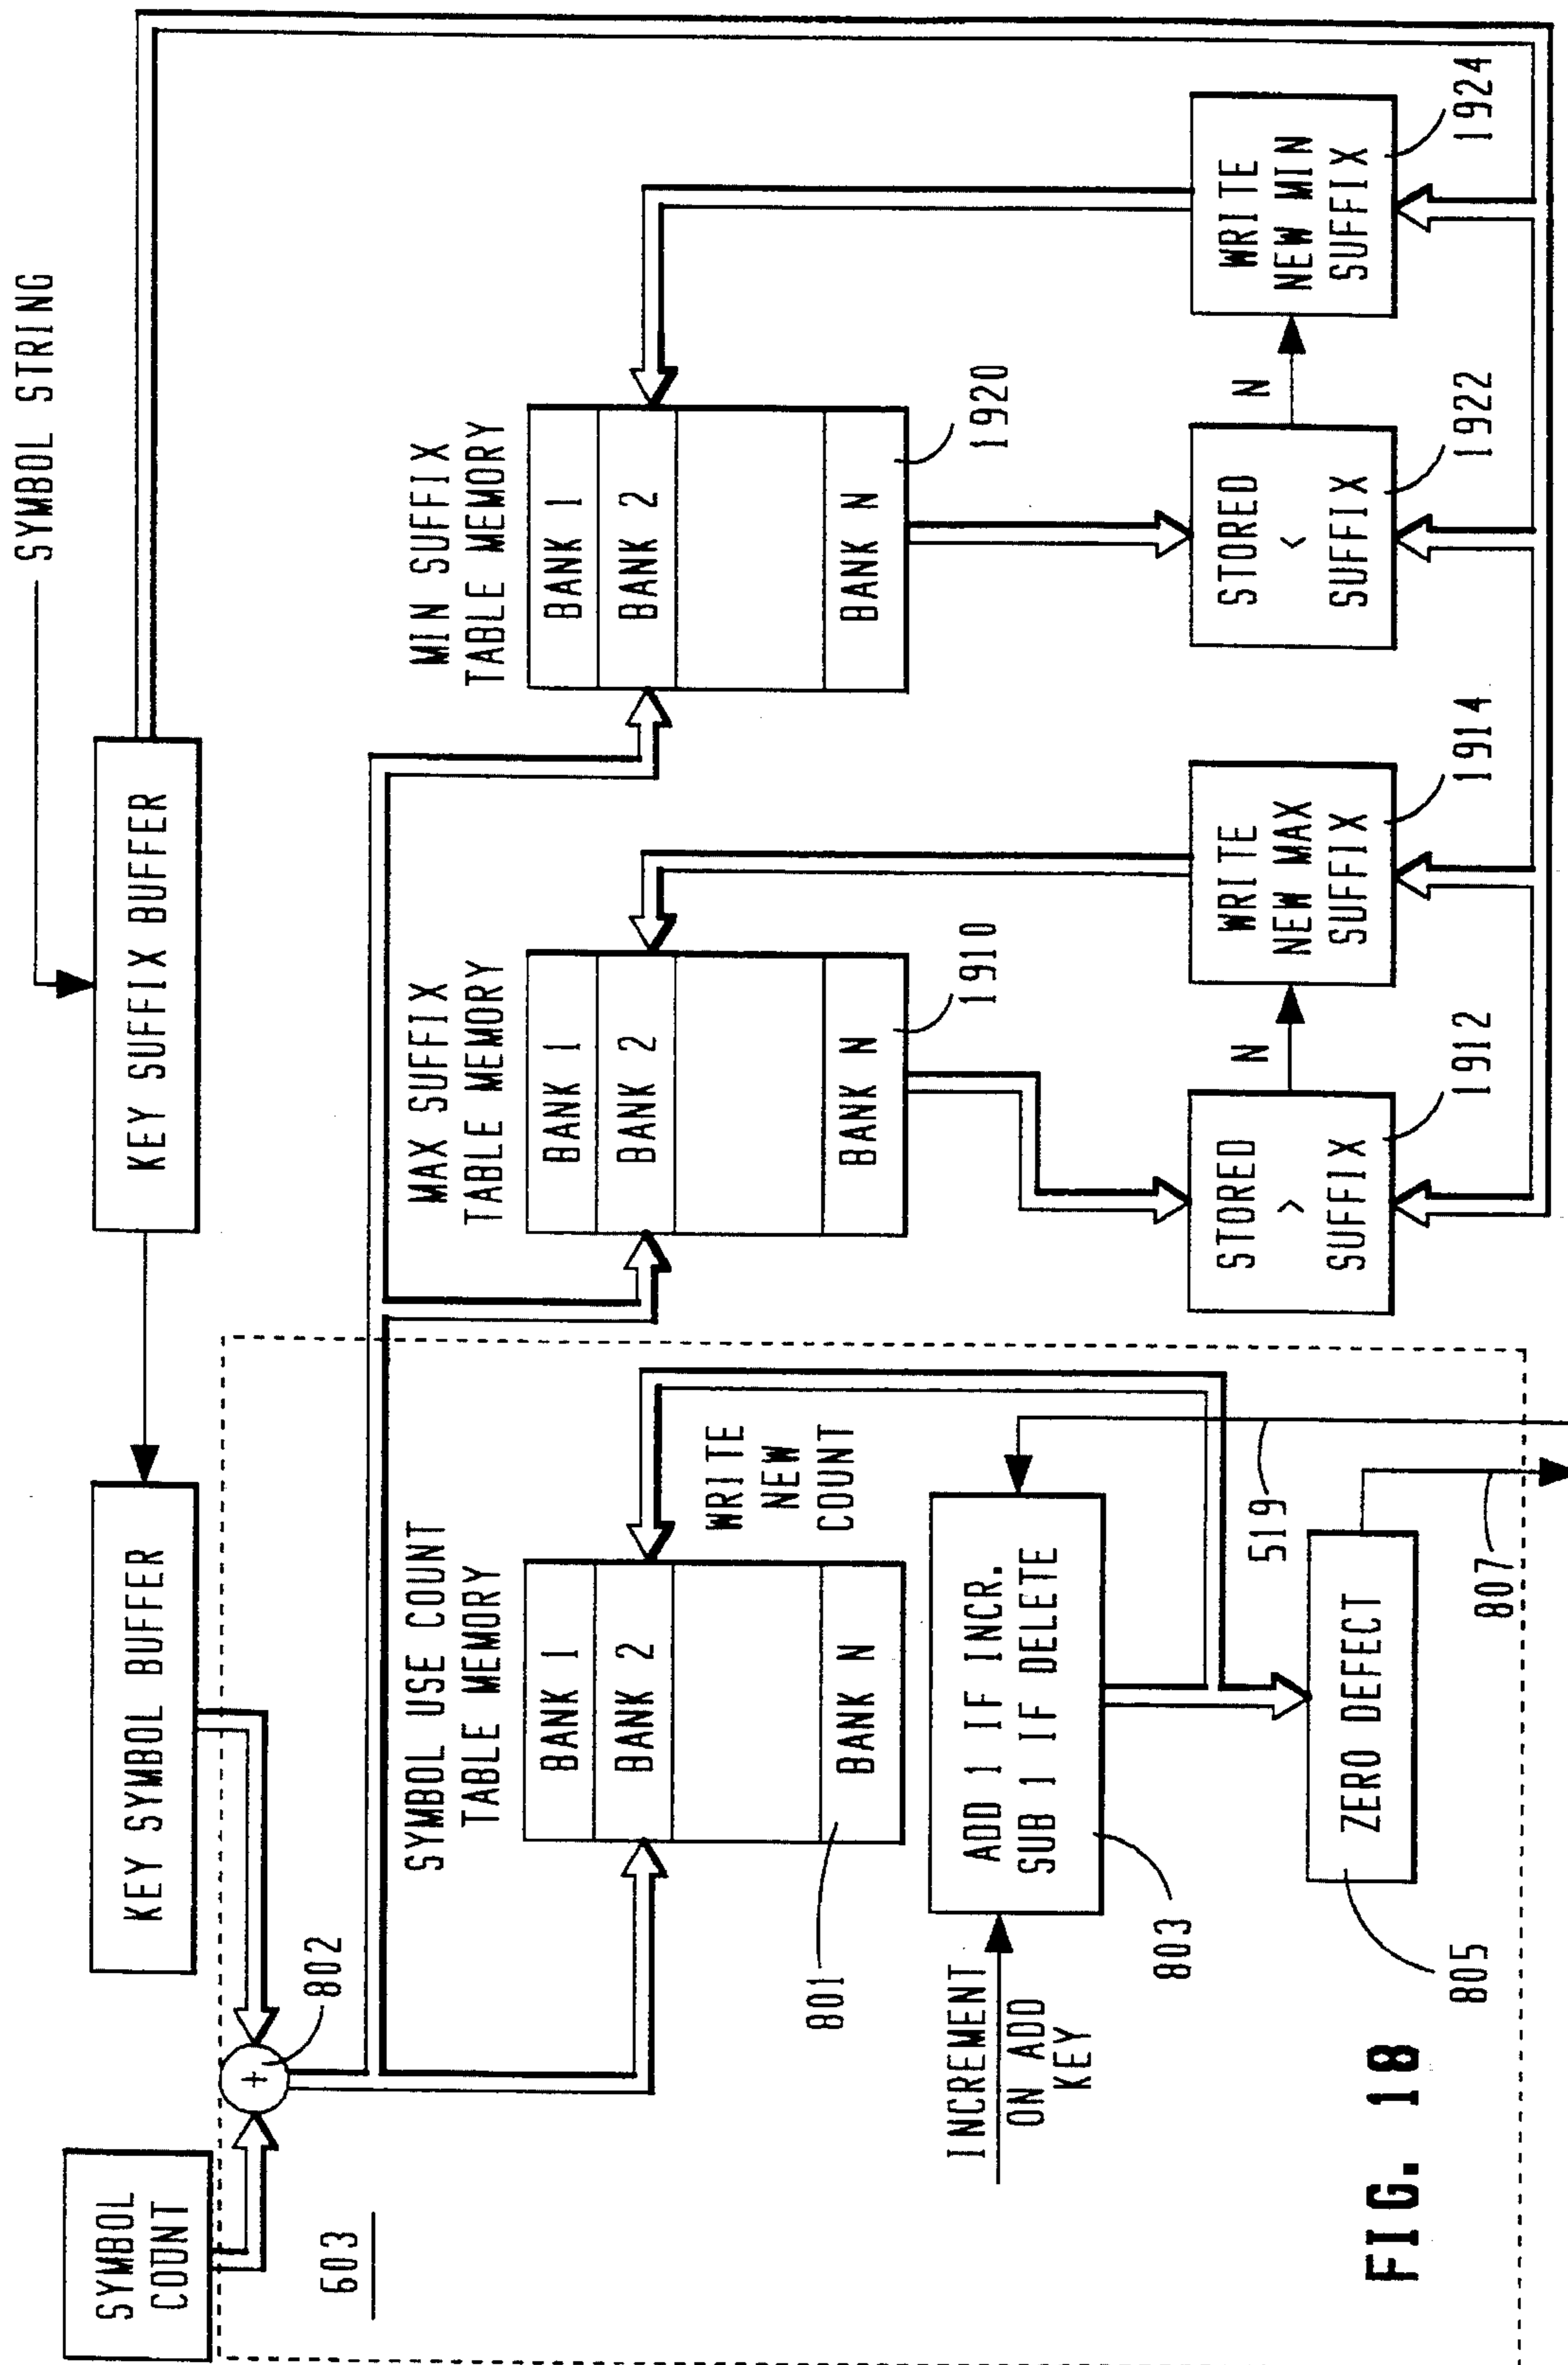 SYMBOL
COUNT
KEY SYMBOL BUFFER
KEY SUFFIX BUFFER
SYMBOL STRING
603
802
SYMBOL USE COUNT
TABLE MEMORY
BANK 1
BANK 2
BANK N
801
WRITE
NEW
COUNT
MAX SUFFIX
TABLE MEMORY
BANK 1
BANK 2
BANK N
1910
MIN SUFFIX
TABLE MEMORY
BANK 1
BANK 2
BANK N
1920
INCREMENT
ON ADD
KEY
ADD 1 IF INCR.
SUB 1 IF DELETE
803
519
ZERO DEFECT
805
807
STORED
>
SUFFIX
1912
N
WRITE
NEW MAX
SUFFIX
1914
STORED
<
SUFFIX
1922
N
WRITE
NEW MIN
SUFFIX
1924
FIG. 18